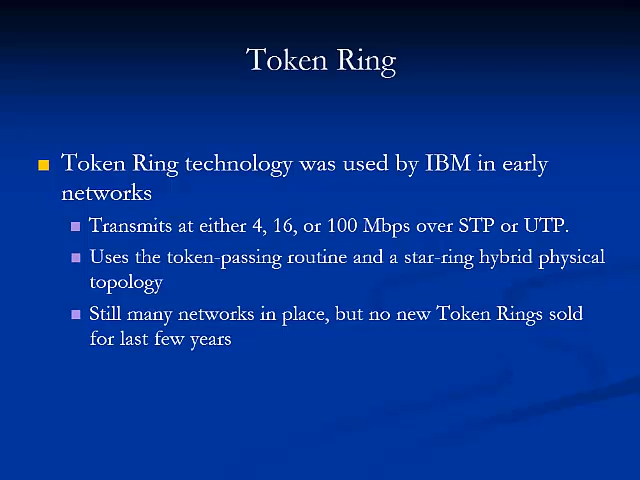 Token Ring
Token Ring technology was used by IBM in early
networks
Transmits at either 4, 16, or 100 Mbps over STP or UTP.
Uses the token-passing routine and a star-ring hybrid physical
topology
Still many networks in place, but no new Token Rings sold
for last few years